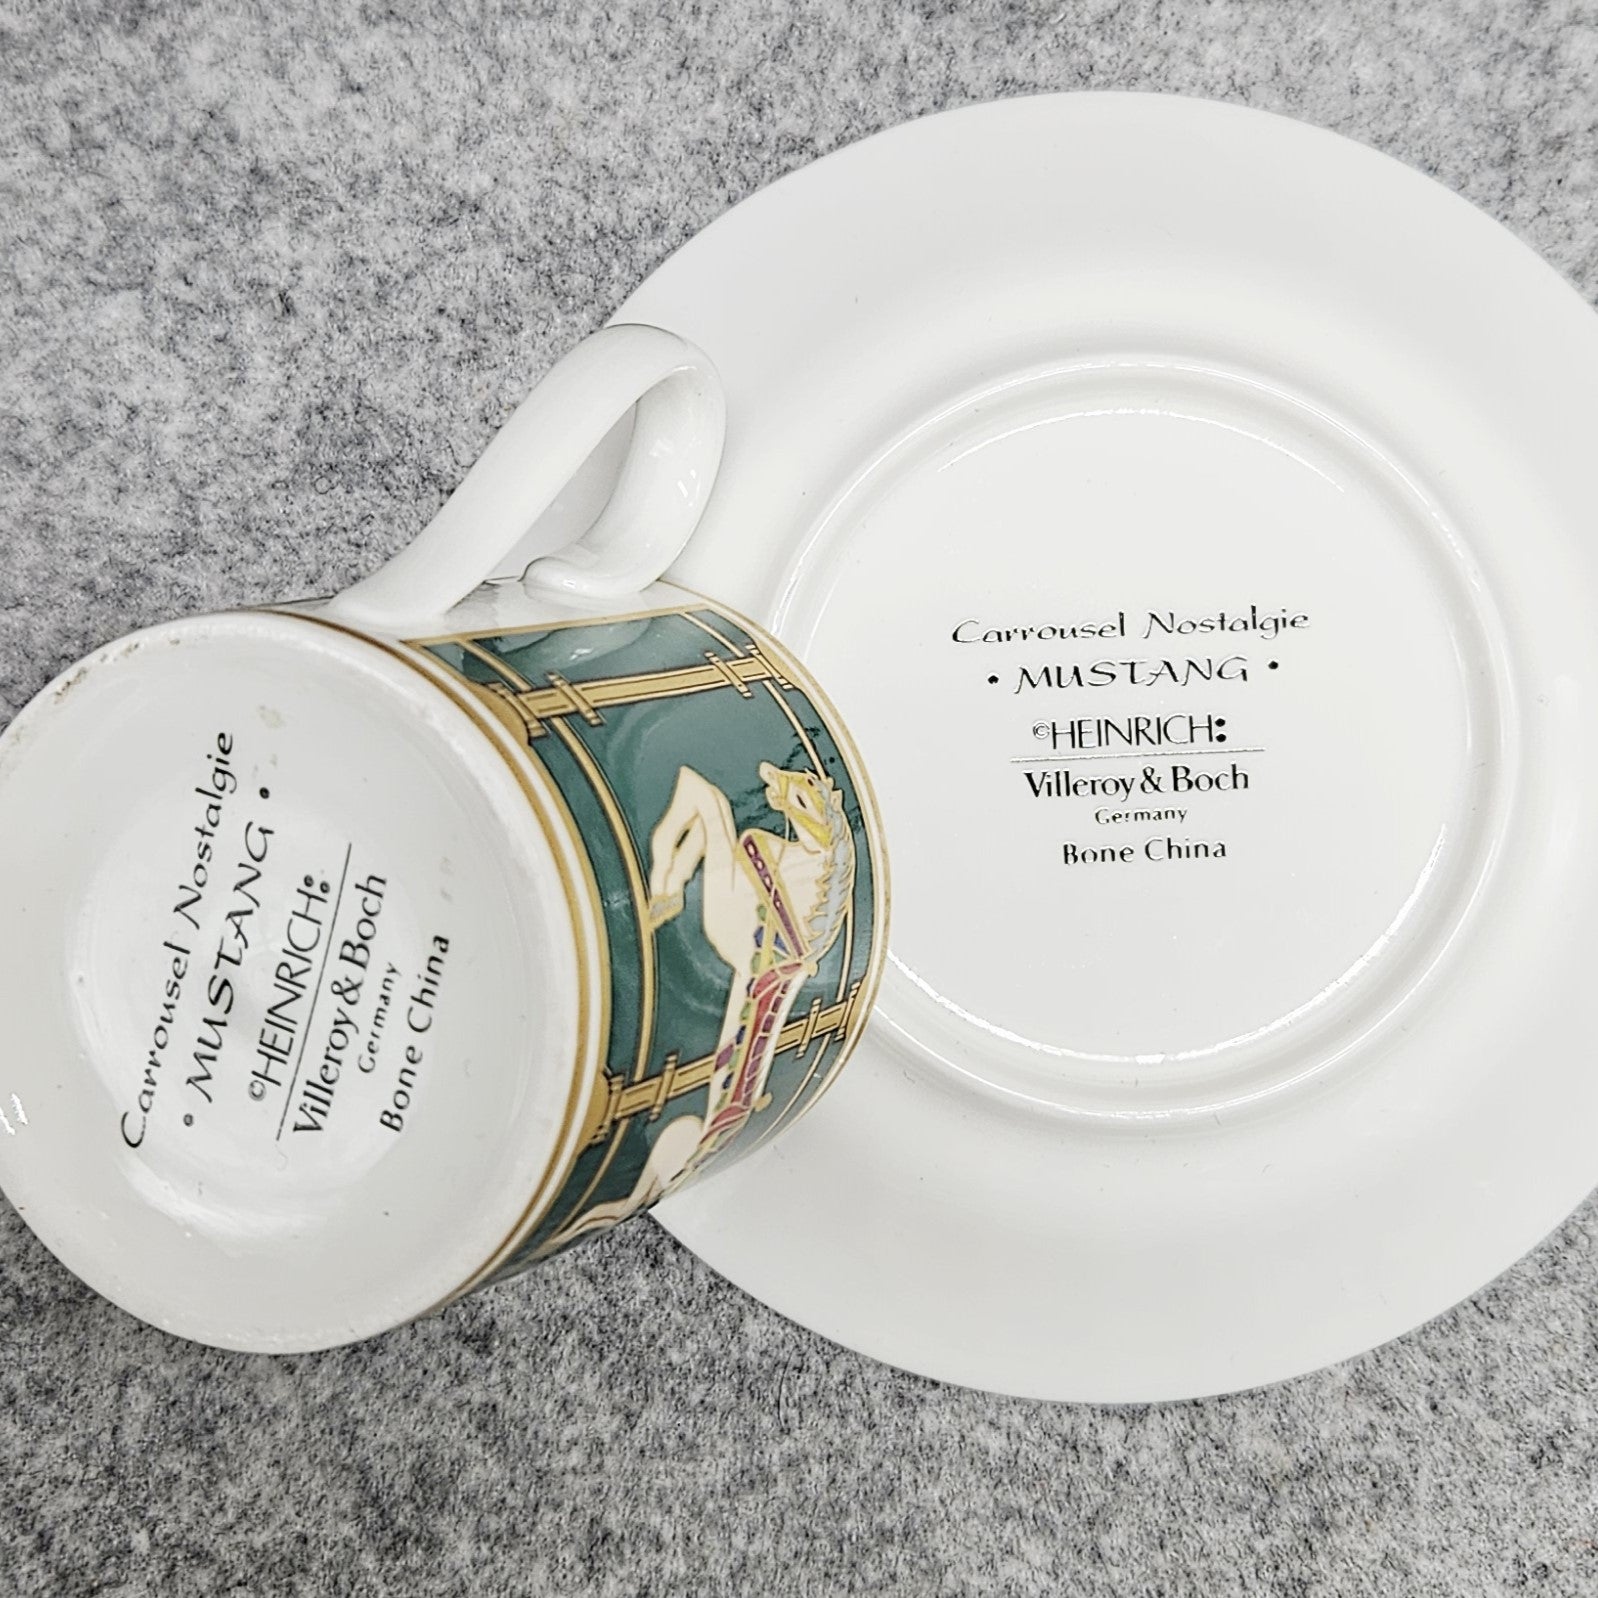 Carrousel Nostalgie
• MUSTANG •
©HEINRICH:
Villeroy & Boch
Germany
Bone China
Carrousel Nostalgie
• MUSTANG •
©HEINRICH:
Villeroy & Boch
Germany
Bone China